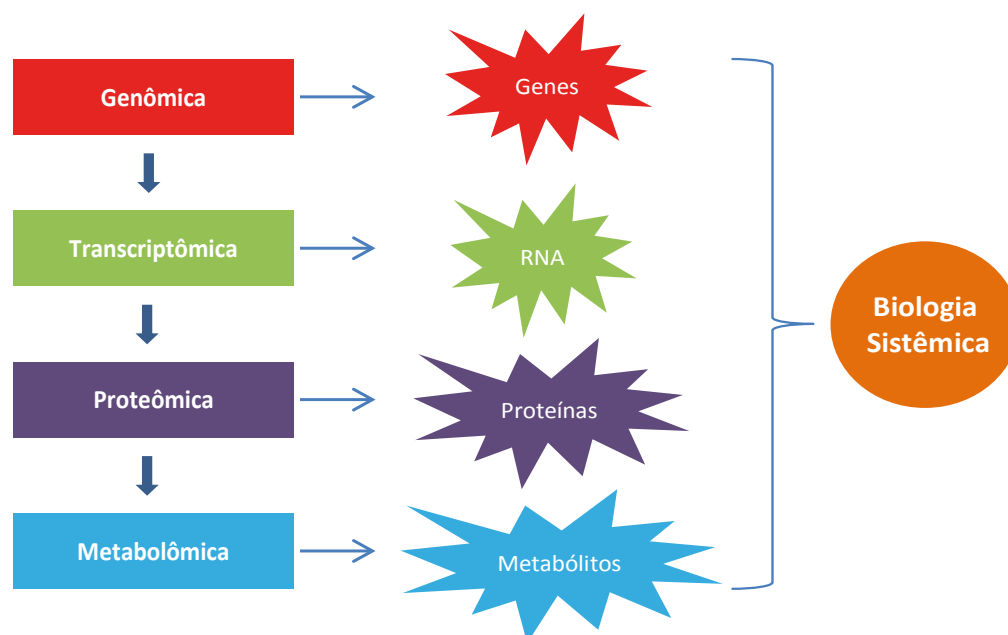 Genômica
Genes
Transcriptômica
RNA
Proteômica
Proteínas
Metabolômica
Metabólitos
Biologia
Sistêmica